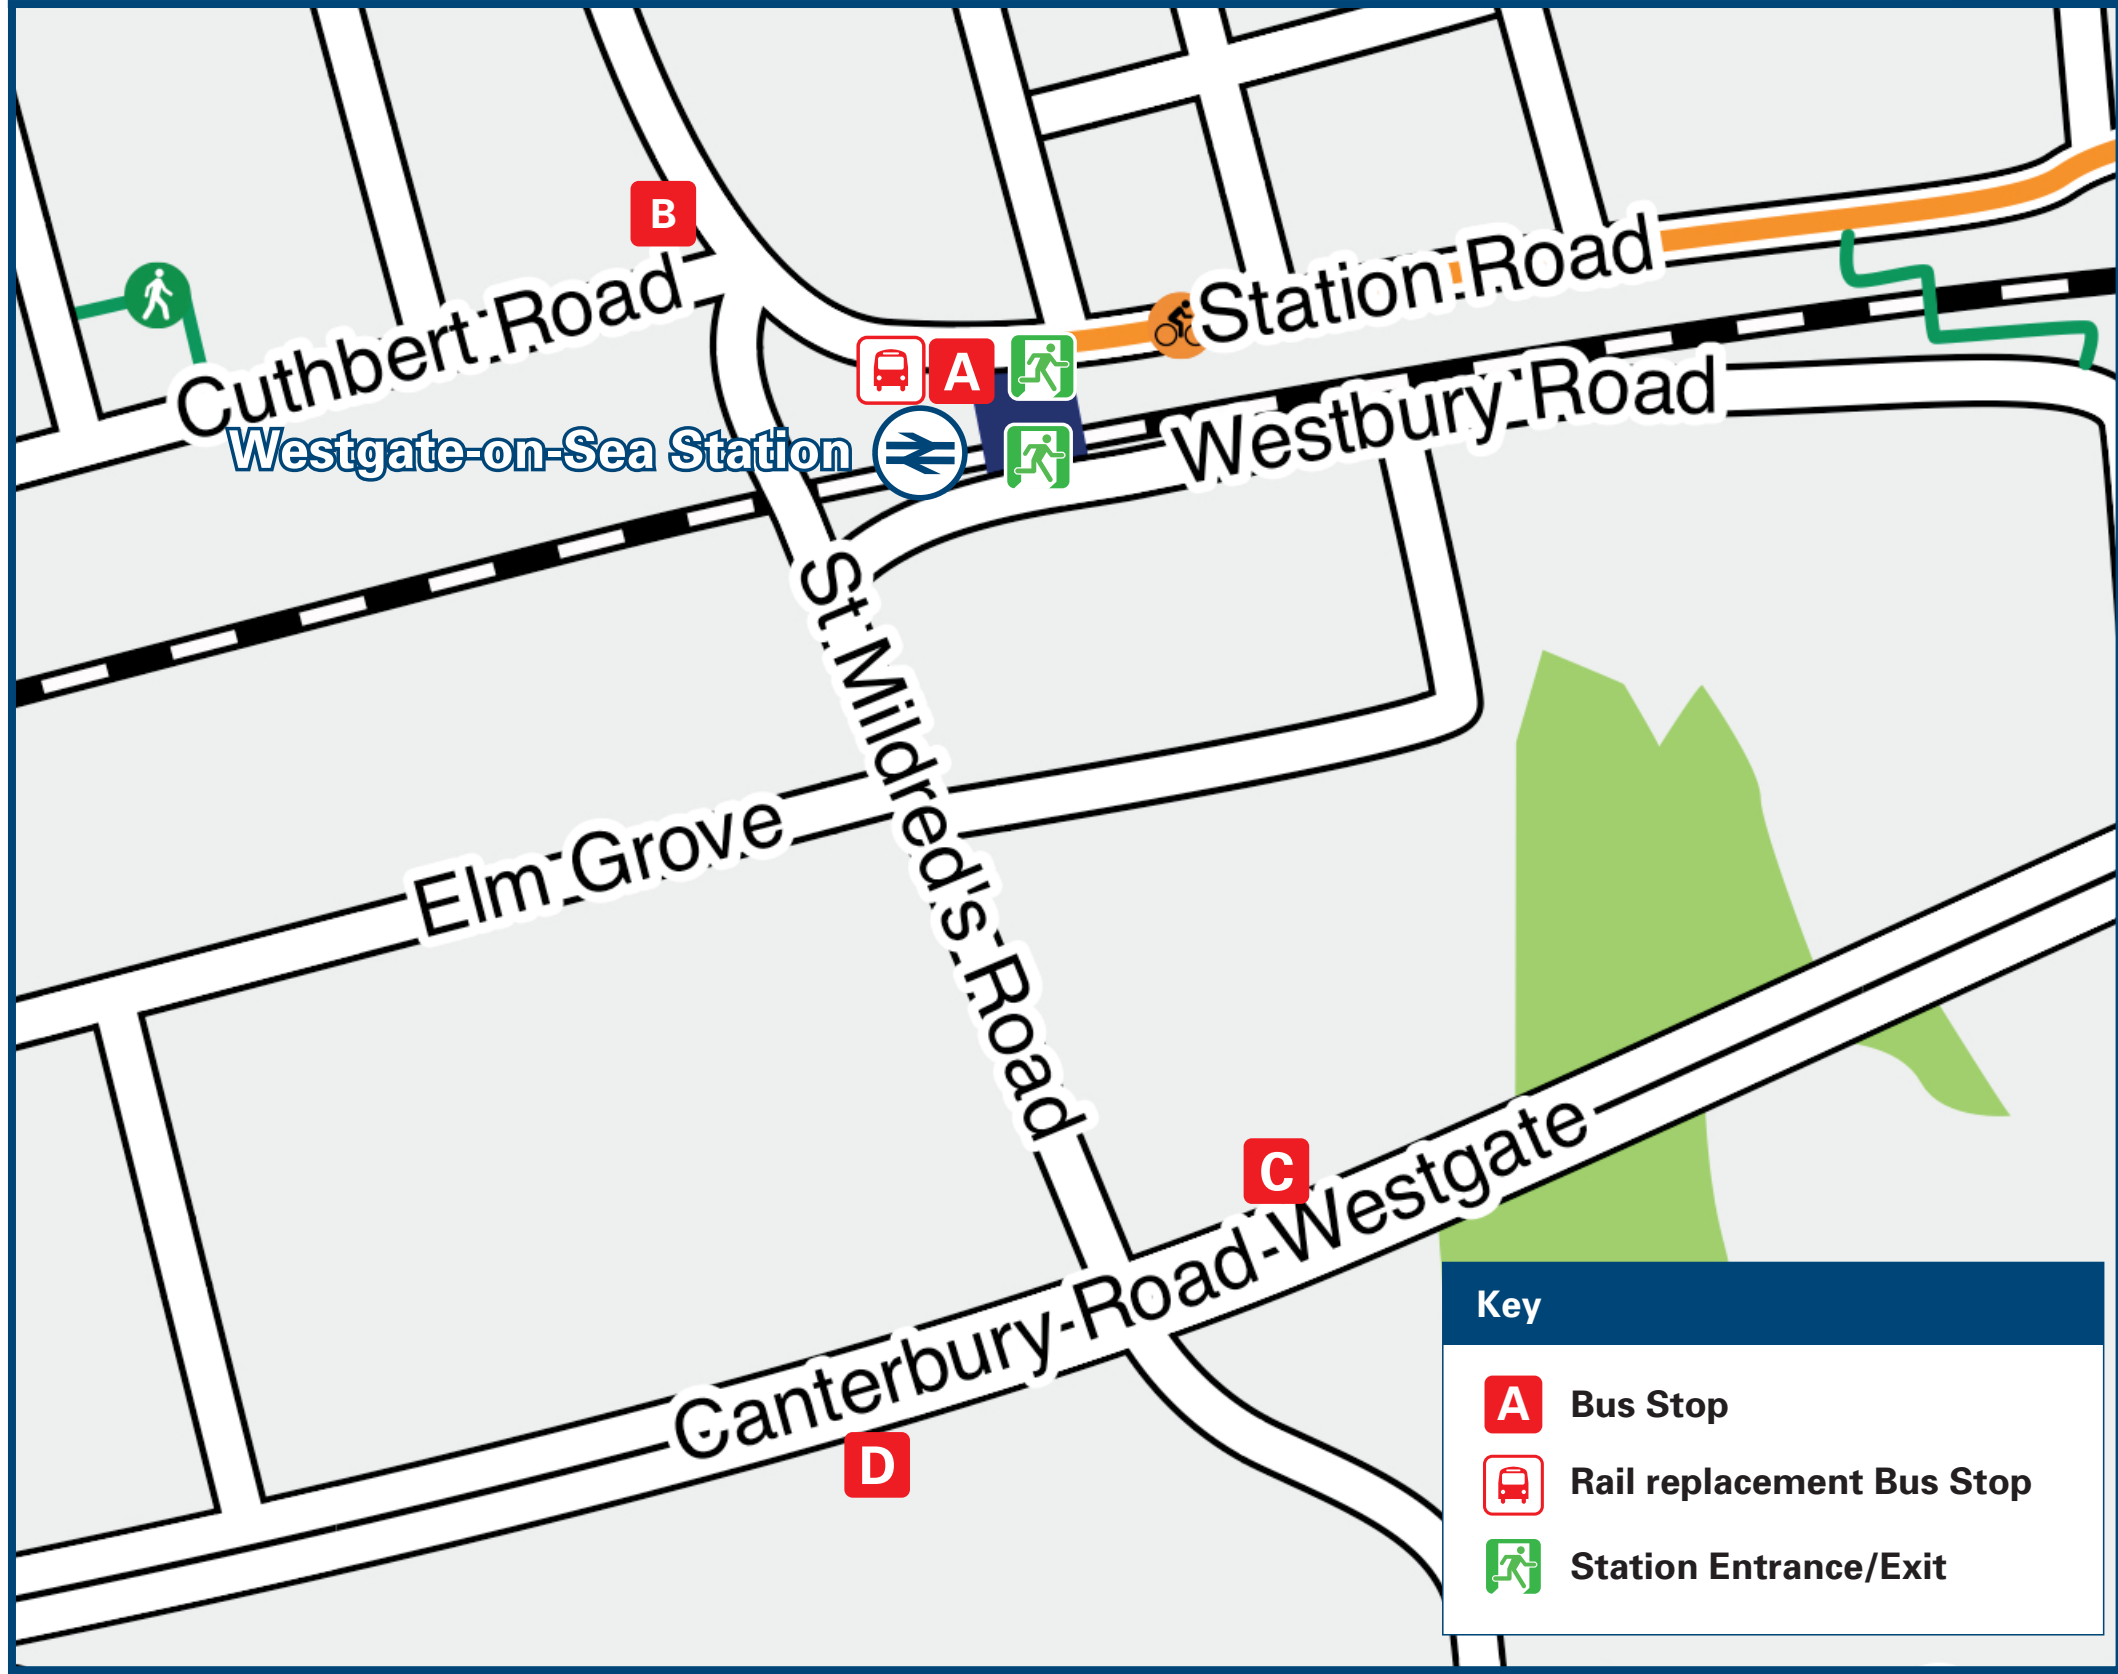 B
Cuthbert Road
Station Road
A
Westbury Road
Westgate-on-Sea Station
St Mildred's Road
Elm Grove
C
Canterbury Road Westgate
D
Key
A Bus Stop
Rail replacement Bus Stop
Station Entrance/Exit